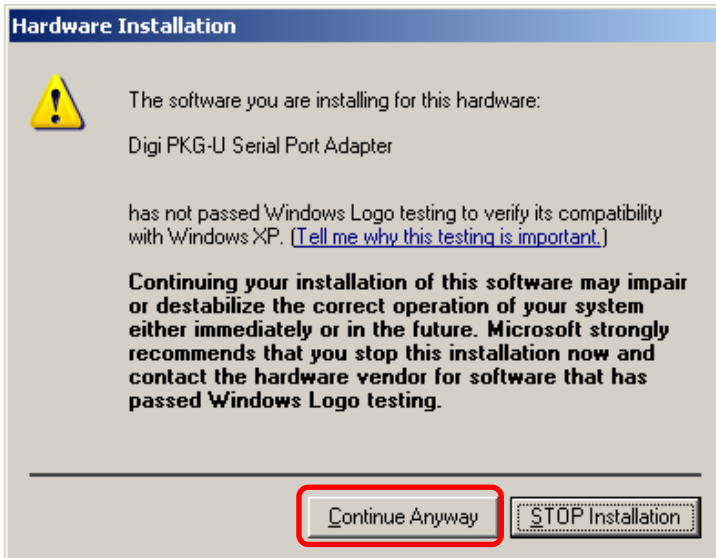 Hardware Installation
The software you are installing for this hardware:
Digi PKG-U Serial Port Adapter
has not passed Windows Logo testing to verify its compatibility
with Windows XP. (Tell me why this testing is important.)
Continuing your installation of this software may impair
or destabilize the correct operation of your system
either immediately or in the future. Microsoft strongly
recommends that you stop this installation now and
contact the hardware vendor for software that has
passed Windows Logo testing.
Continue Anyway
STOP Installation